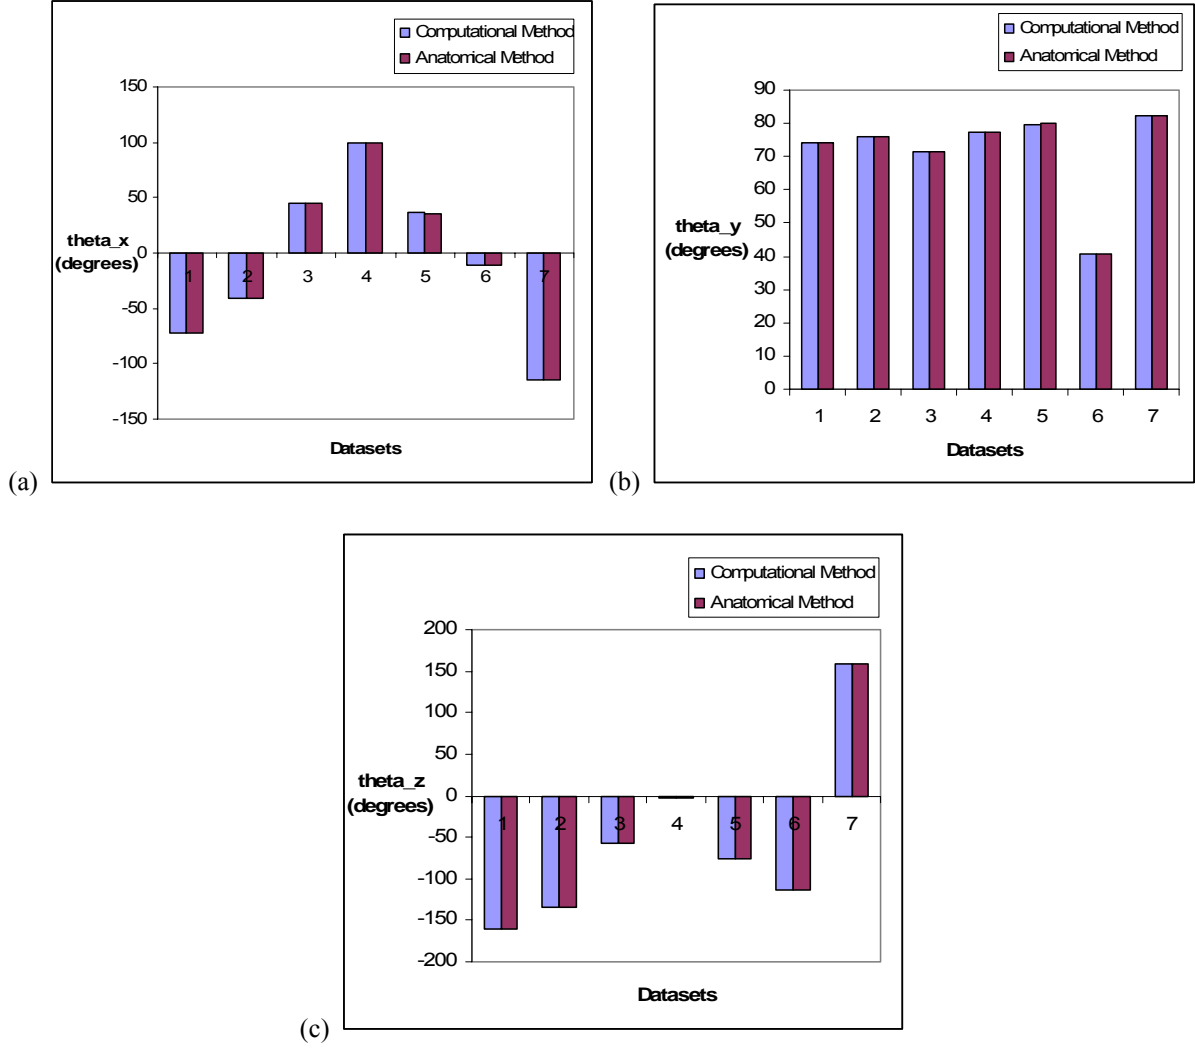 Computational Method
Anatomical Method
150
100
50
0
-50
-100
-150
theta_x
(degrees)
1 2 3 4 5 6 7
Datasets
(a)
Computational Method
Anatomical Method
90
80
70
60
50
40
30
20
10
0
theta_y
(degrees)
1 2 3 4 5 6 7
Datasets
(b)
Computational Method
Anatomical Method
200
150
100
50
0
-50
-100
-150
-200
theta_z
(degrees)
1 2 3 4 5 6 7
Datasets
(c)